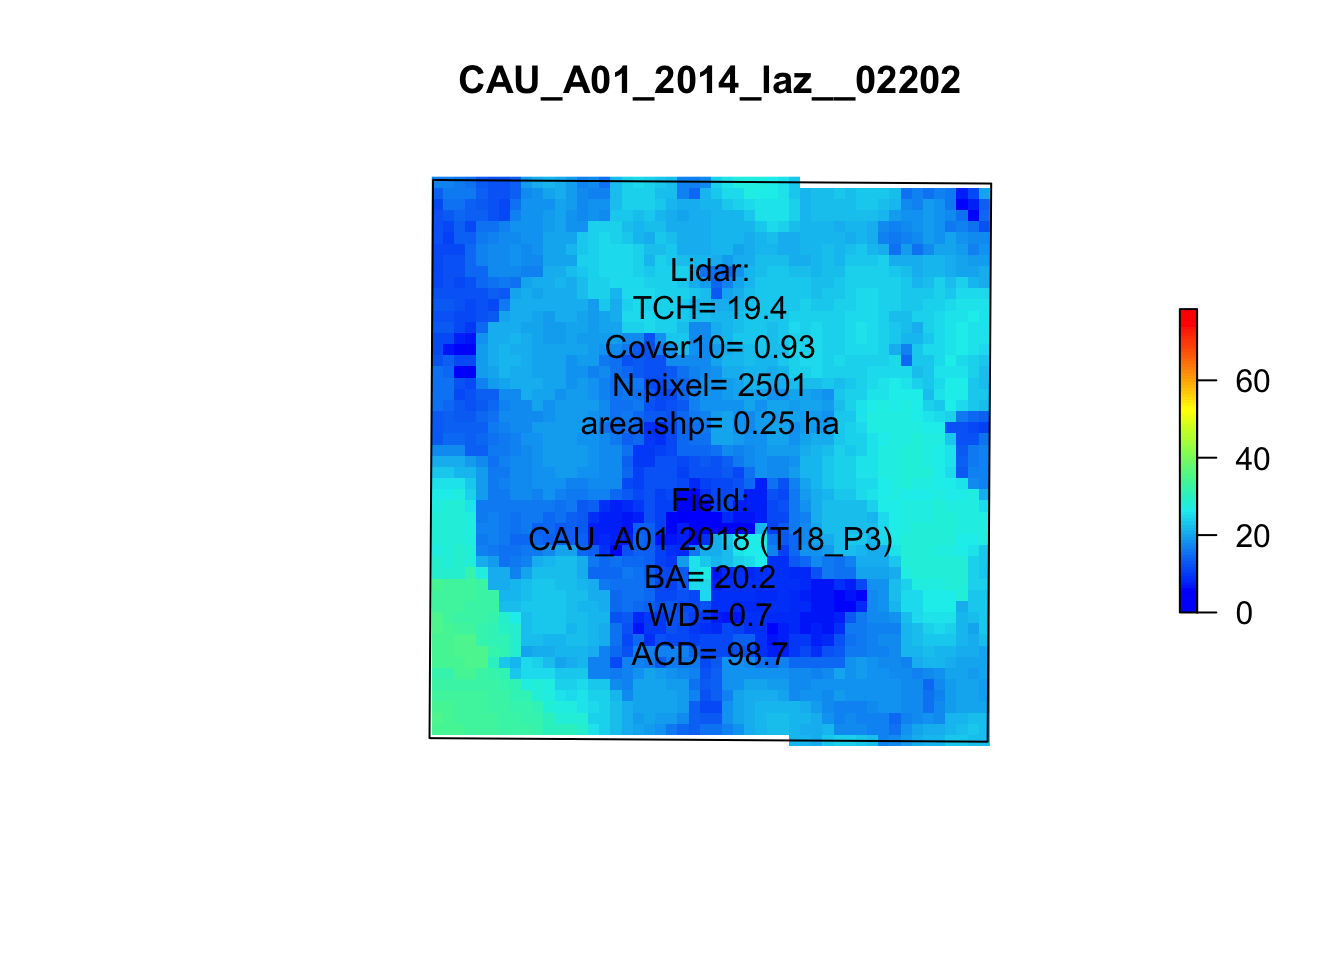 CAU_A01_2014_laz__02202
Lidar:
TCH= 19.4
Cover10= 0.93
N.pixel= 2501
area.shp= 0.25 ha
Field:
CAU_A01 2018 (T18_P3)
BA= 20.2
WD= 0.7
ACD= 98.7
60
40
20
0